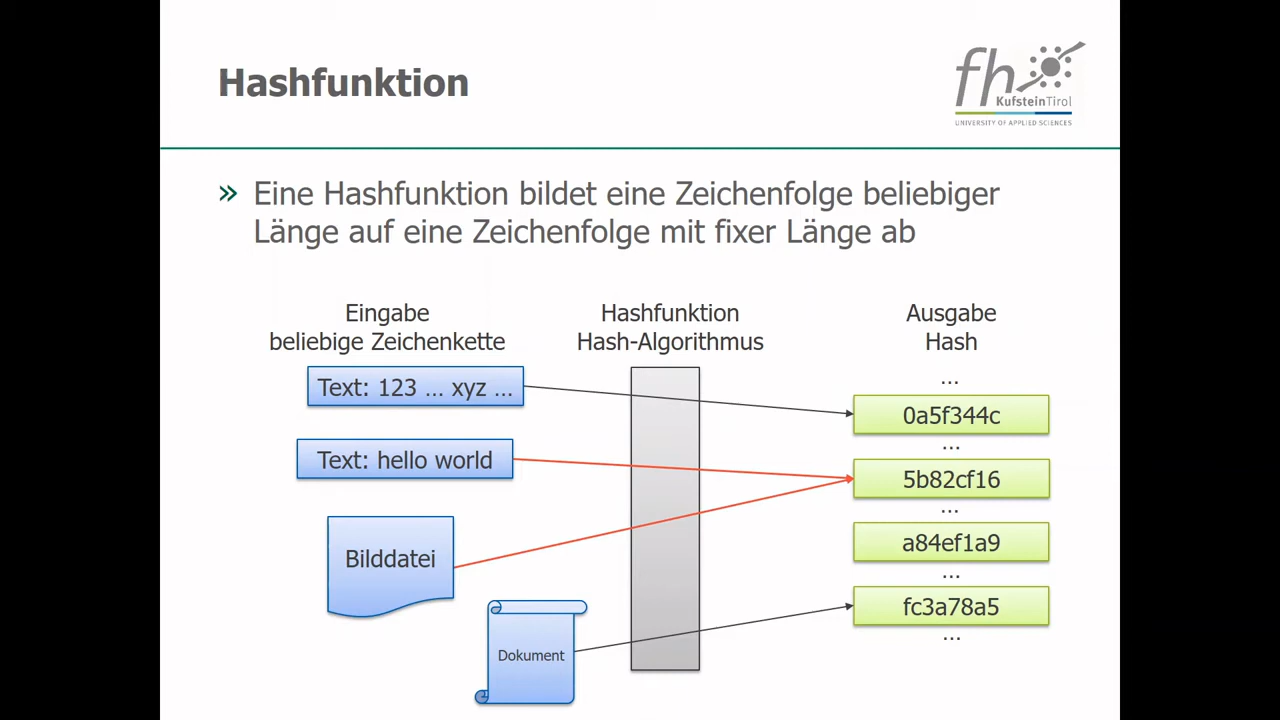 Hashfunktion
fh
KufsteinTirol
UNIVERSITY OF APPLIED SCIENCES
» Eine Hashfunktion bildet eine Zeichenfolge beliebiger
Länge auf eine Zeichenfolge mit fixer Länge ab
Eingabe
beliebige Zeichenkette
Hashfunktion
Hash-Algorithmus
Ausgabe
Hash
Text: 123 ... xyz ...
Text: hello world
Bilddatei
Dokument
...
0a5f344c
...
5b82cf16
...
a84ef1a9
...
fc3a78a5
...